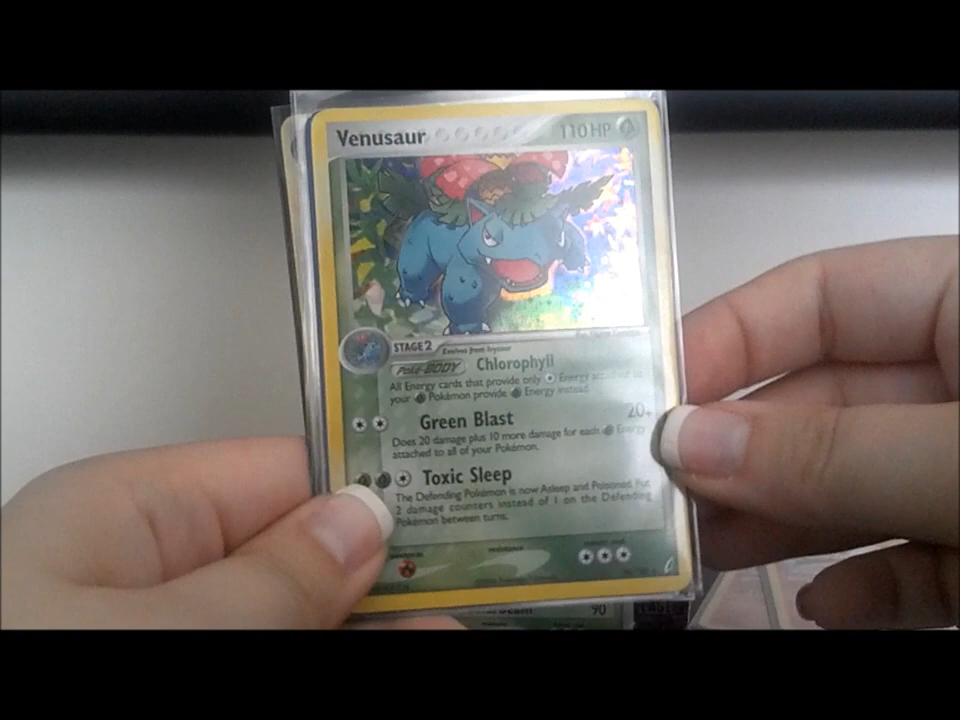 Venusaur 110 HP
STAGE 2 Evolves from Ivysaur
Poké-BODY Chlorophyll
All Energy cards that provide only Energy attached to
your Pokémon provide Energy instead.
Green Blast 20+
Does 20 damage plus 10 more damage for each Energy
attached to all of your Pokémon.
Toxic Sleep
The Defending Pokémon is now Asleep and Poisoned. Put
2 damage counters instead of 1 on the Defending
Pokémon between turns.
weakness resistance retreat cost
90